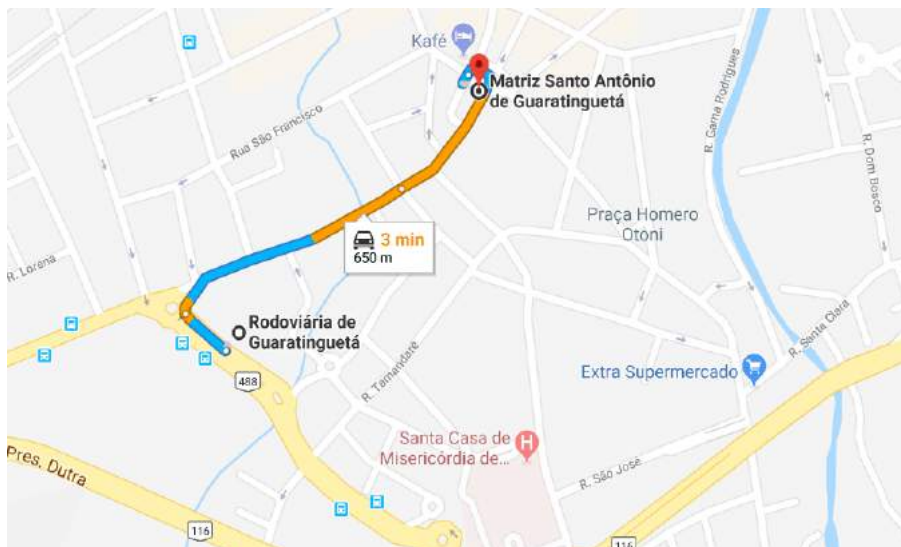 Kafé
Matriz Santo Antônio
de Guaratinguetá
R. Gama Rodrigues
R. Dom Bosco
Rua São Francisco
Praça Homero
Otoni
3 min
650 m
R. Lorena
Rodoviária de
Guaratinguetá
R. Santa Clara
R. Tamandaré
Extra Supermercado
488
Santa Casa de
Misericórdia de...
H
Pres. Dutra
R. São José
116
116